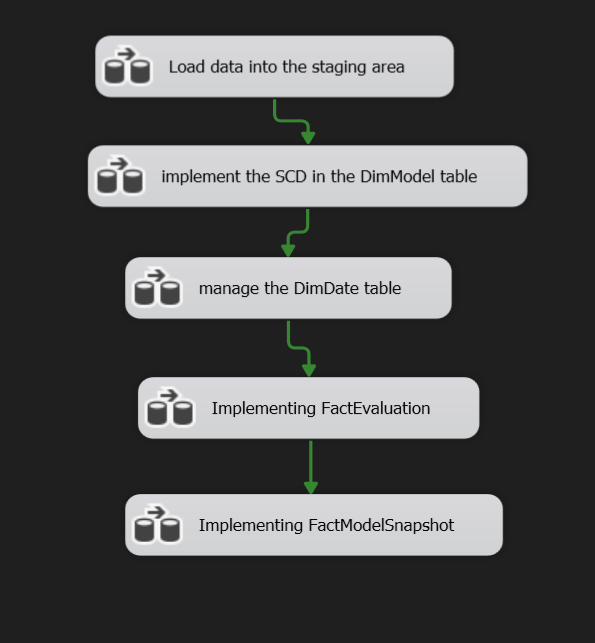 Load data into the staging area
implement the SCD in the DimModel table
manage the DimDate table
Implementing FactEvaluation
Implementing FactModelSnapshot